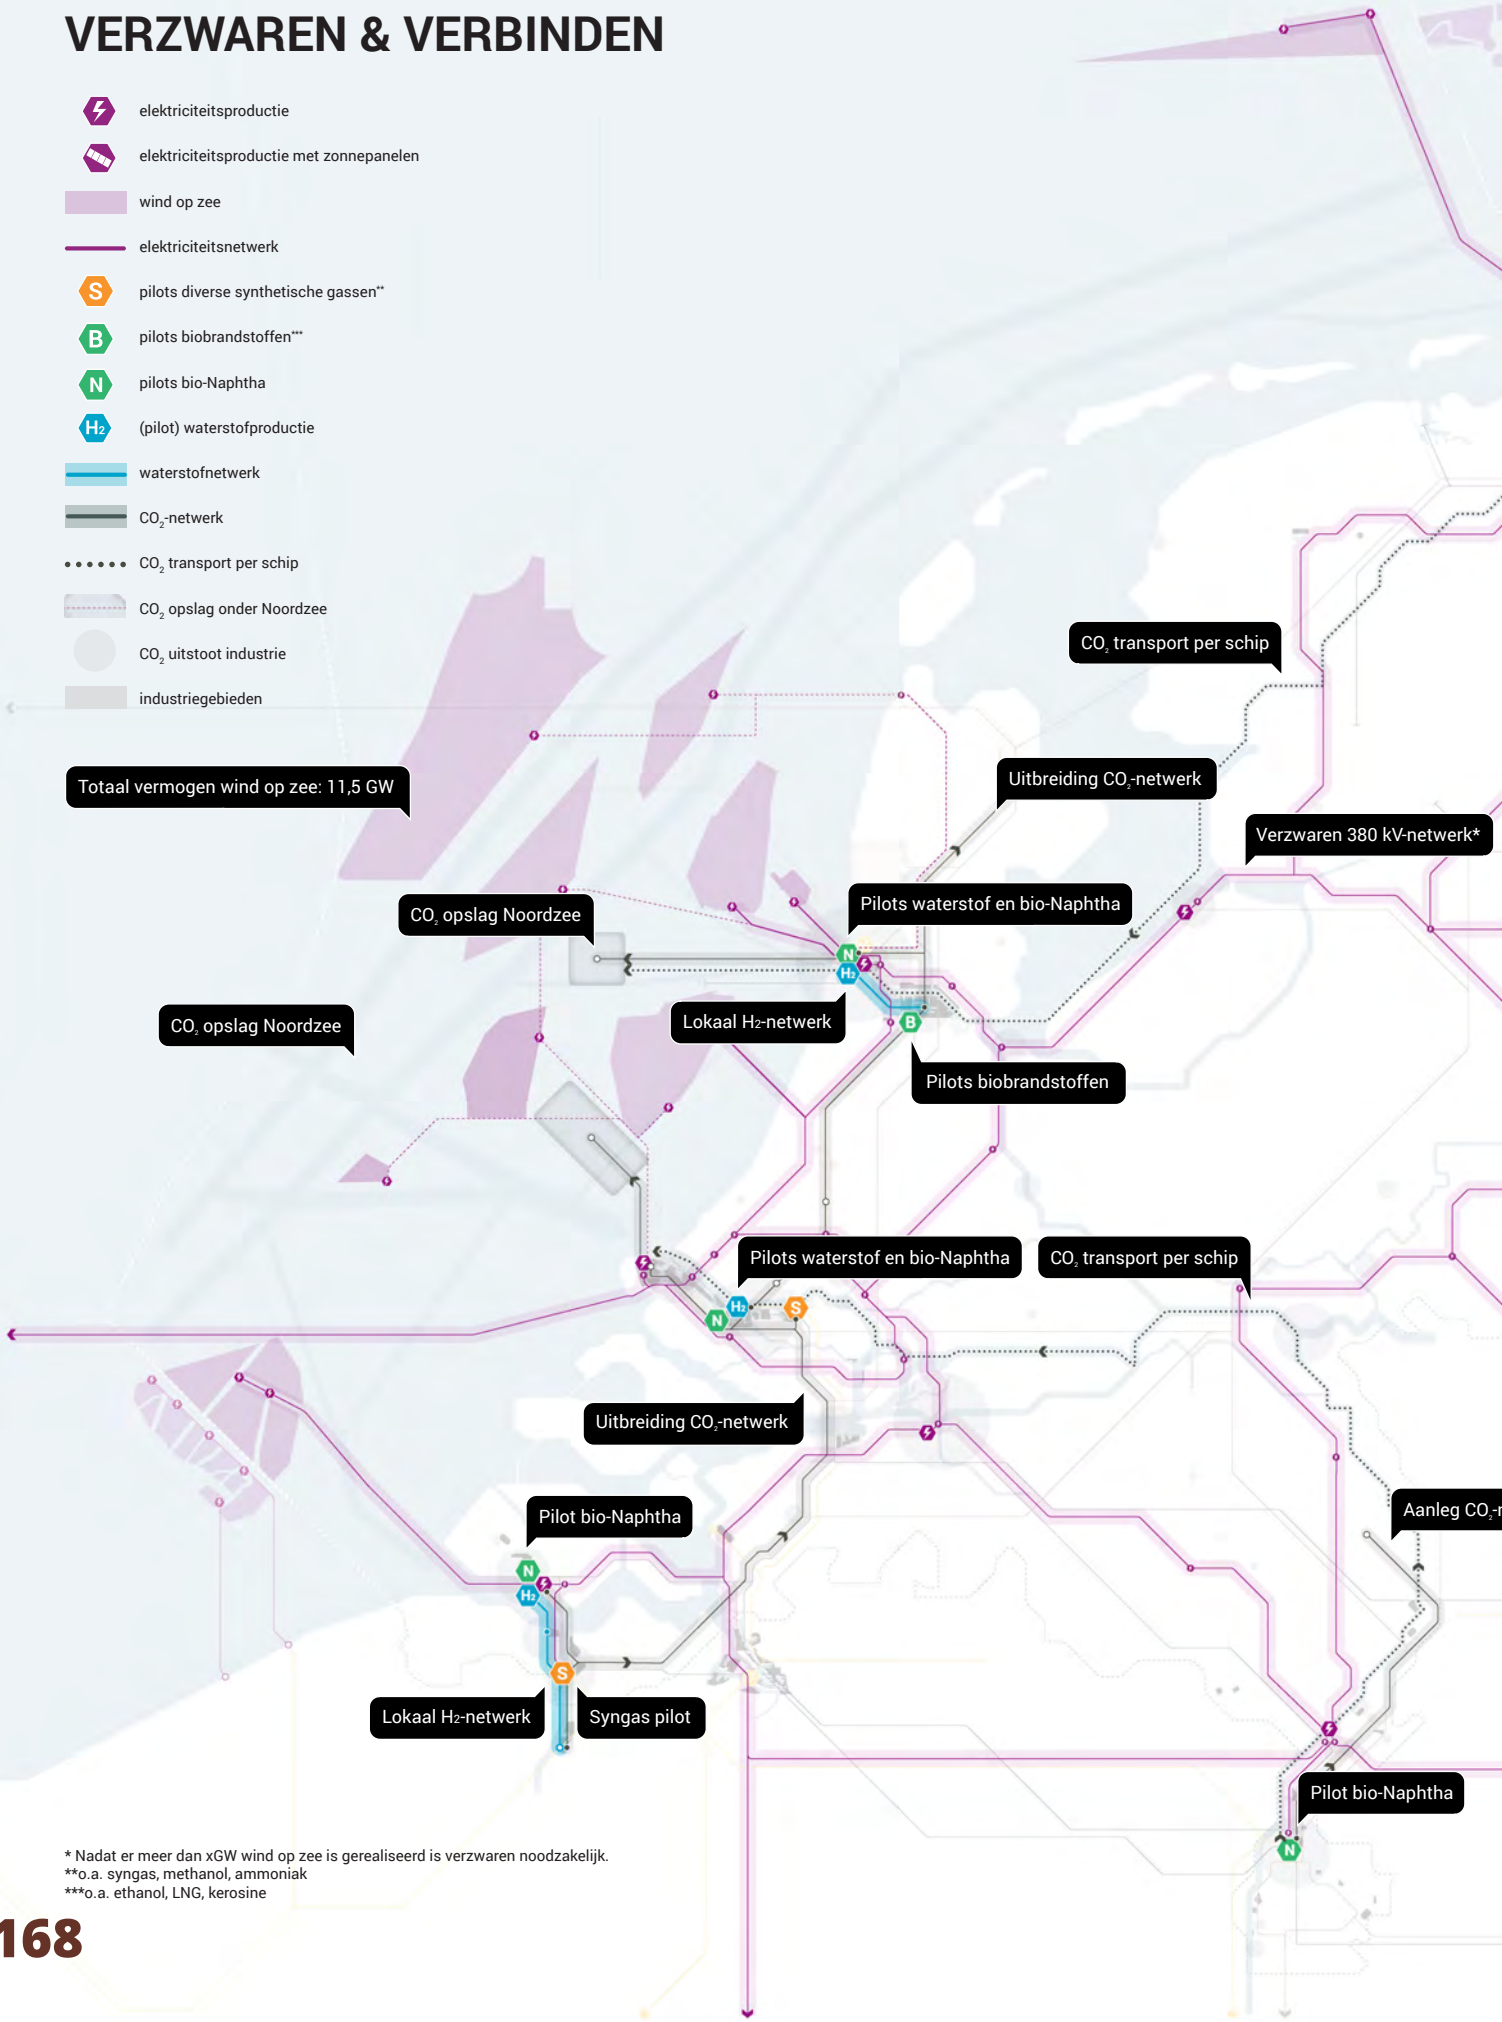 VERZWAREN & VERBINDEN
elektriciteitsproductie
elektriciteitsproductie met zonnepanelen
wind op zee
elektriciteitsnetwerk
S pilots diverse synthetische gassen**
B pilots biobrandstoffen***
N pilots bio-Naphtha
H₂ (pilot) waterstofproductie
waterstofnetwerk
CO₂-netwerk
CO₂ transport per schip
CO₂ opslag onder Noordzee
CO₂ uitstoot industrie
industriegebieden
CO₂ transport per schip
Totaal vermogen wind op zee: 11,5 GW
Uitbreiding CO₂-netwerk
Verzwaren 380 kV-netwerk*
CO₂ opslag Noordzee
Pilots waterstof en bio-Naphtha
N
H₂
CO₂ opslag Noordzee
Lokaal H₂-netwerk
B
Pilots biobrandstoffen
Pilots waterstof en bio-Naphtha
CO₂ transport per schip
H₂
S
N
Uitbreiding CO₂-netwerk
Pilot bio-Naphtha
Aanleg CO₂-
N
H₂
S
Lokaal H₂-netwerk
Syngas pilot
Pilot bio-Naphtha
N
* Nadat er meer dan xGW wind op zee is gerealiseerd is verzwaren noodzakelijk.
**o.a. syngas, methanol, ammoniak
***o.a. ethanol, LNG, kerosine
168